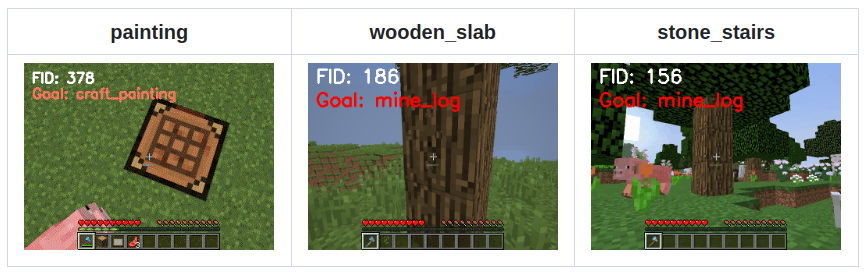 painting
wooden_slab
stone_stairs
FID: 378
Goal: craft_painting
FID: 186
Goal: mine_log
FID: 156
Goal: mine_log